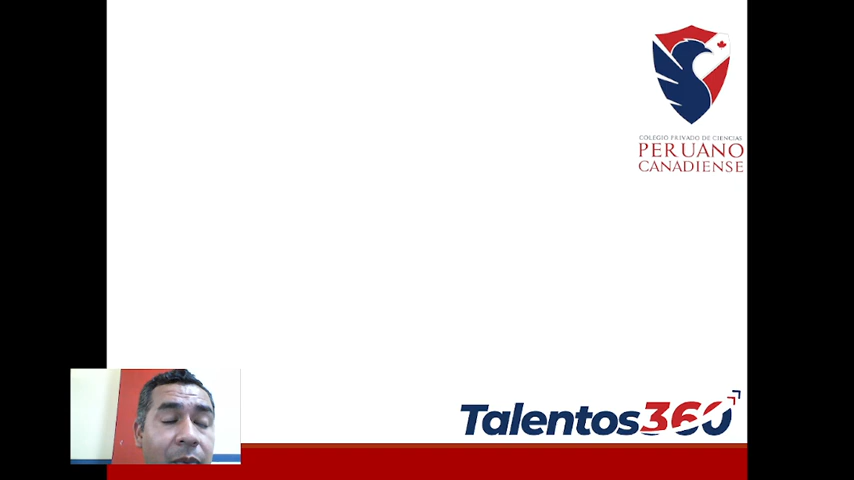 COLEGIO PRIVADO DE CIENCIAS
PERUANO
CANADIENSE
Talentos360